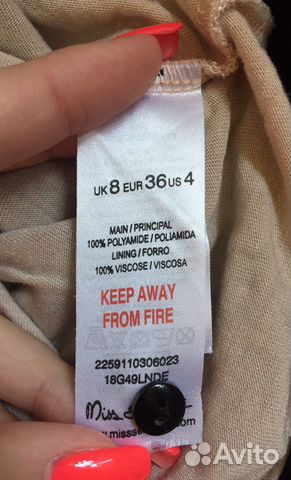 UK 8 EUR 36 US 4
MAIN / PRINCIPAL
100% POLYAMIDE / POLIAMIDA
LINING / FORRO
100% VISCOSE / VISCOSA
KEEP AWAY
FROM FIRE
2259110306023
18G49LNDE
Miss
Avito